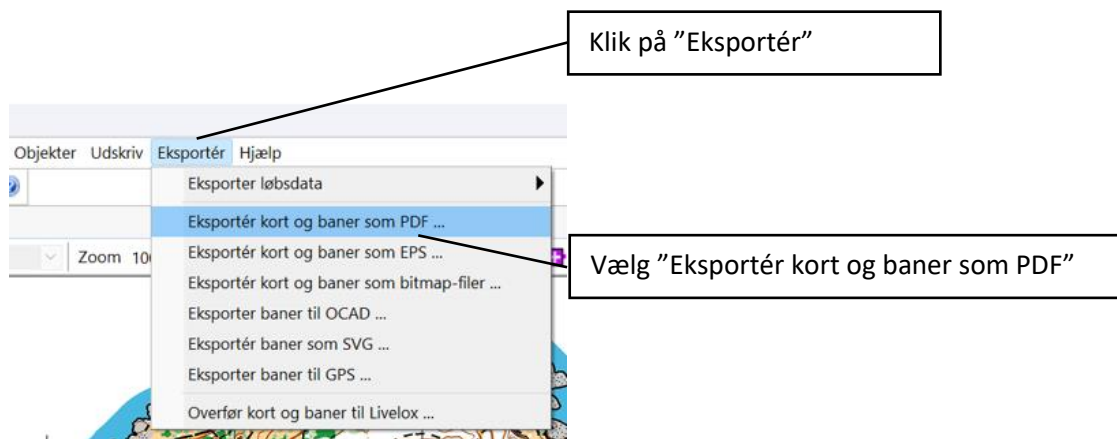 Klik på ”Eksportér”
Objekter Udskriv Eksportér Hjælp
Eksporter løbsdata
Eksportér kort og baner som PDF ...
Zoom 10
Eksportér kort og baner som EPS ...
Vælg ”Eksportér kort og baner som PDF”
Eksportér kort og baner som bitmap-filer ...
Eksporter baner til OCAD ...
Eksportér baner som SVG ...
Eksporter baner til GPS ...
Overfør kort og baner til Livelox ...